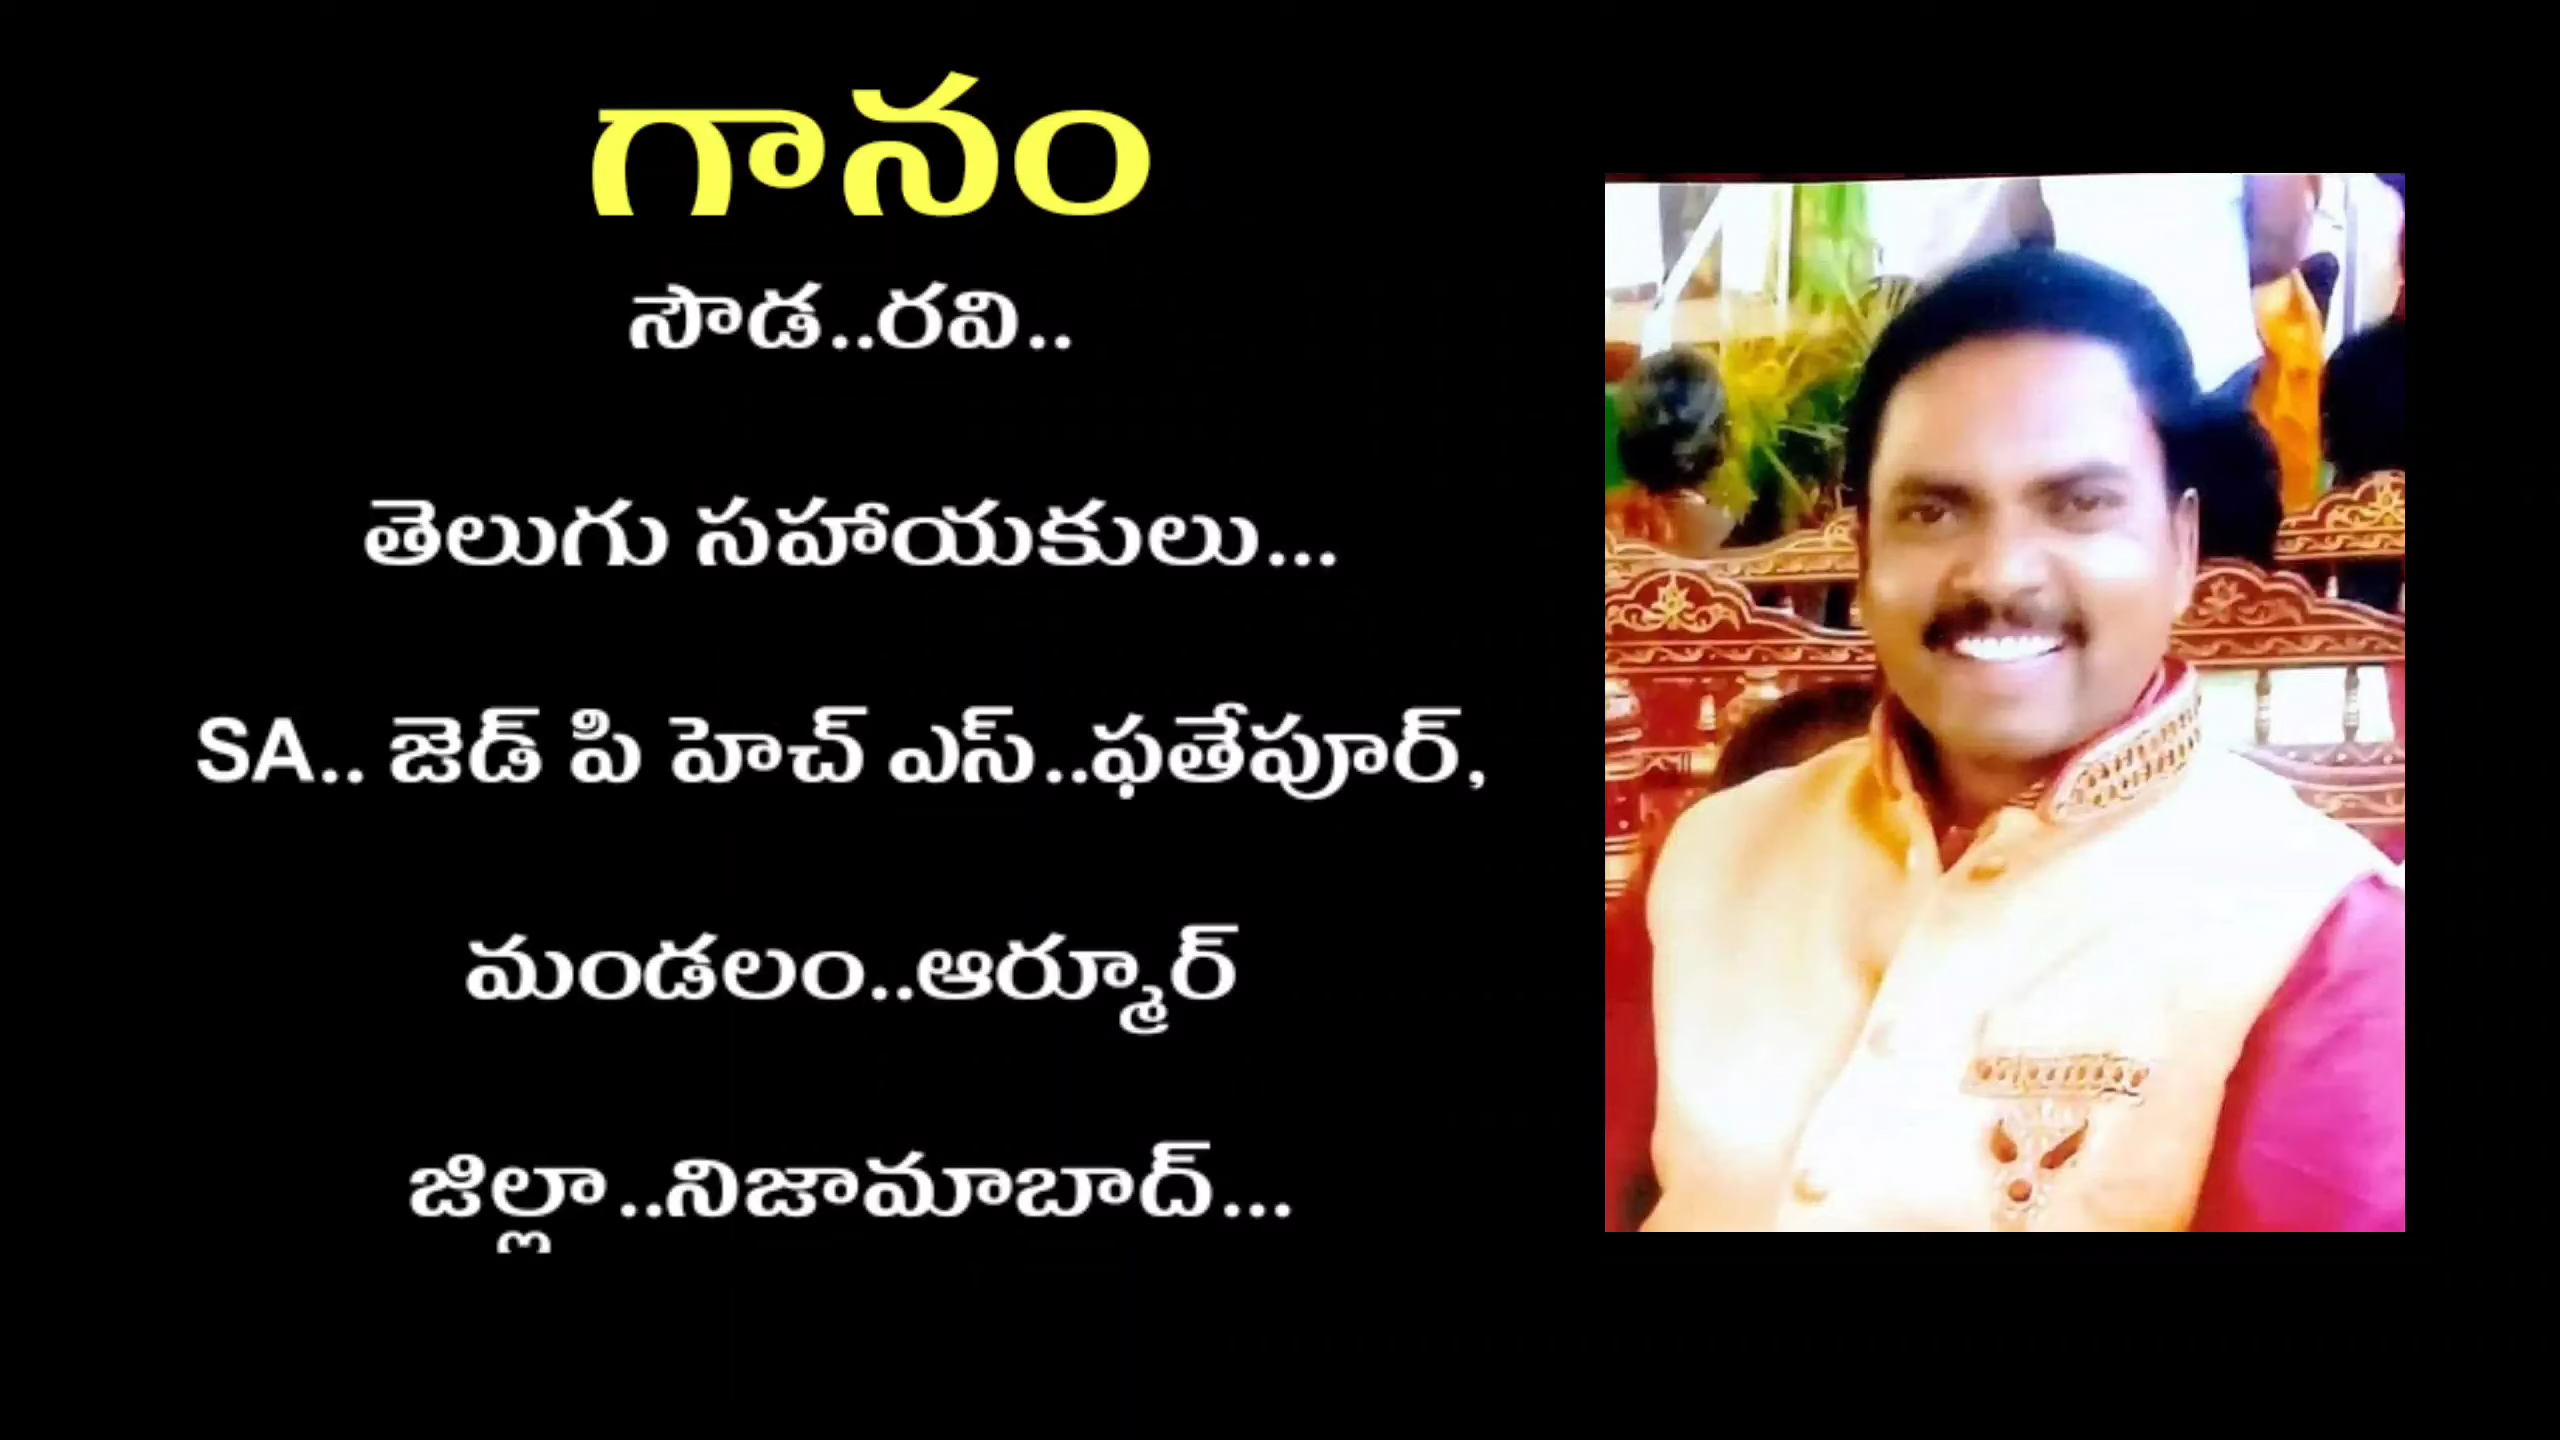 గానం
సౌడ..రవి..
తెలుగు సహాయకులు...
SA.. జెడ్ పి హెచ్ ఎస్..ఫతేపూర్,
మండలం..ఆర్మూర్
జిల్లా..నిజామాబాద్...